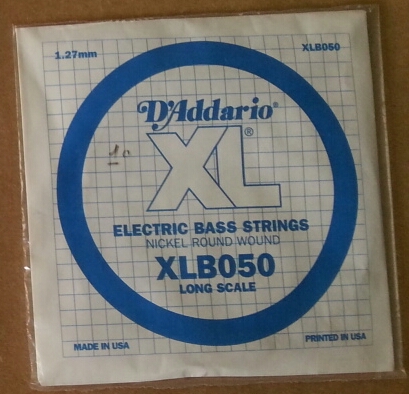 1.27mm XLB050
D'Addario®
XL®
ELECTRIC BASS STRINGS
NICKEL ROUND WOUND
XLB050
LONG SCALE
MADE IN USA PRINTED IN USA